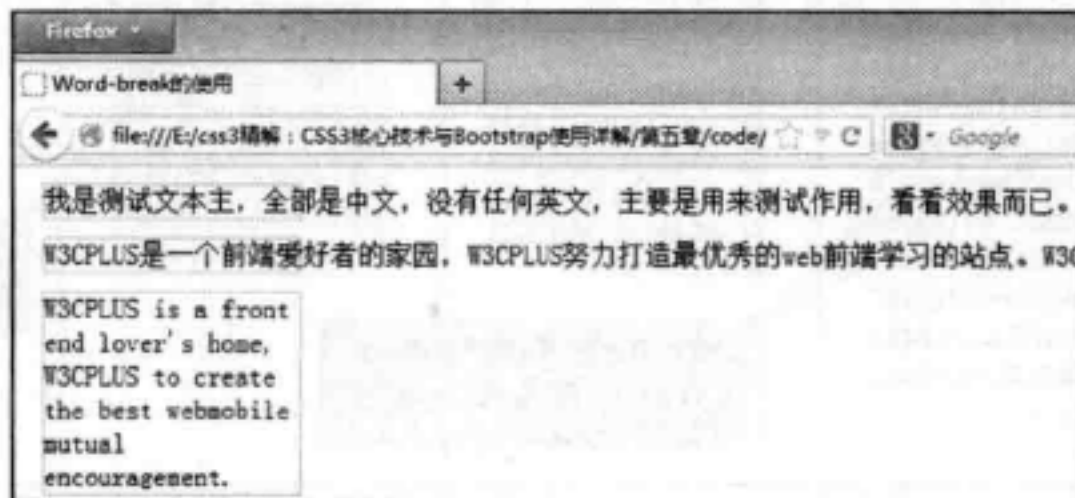 Firefox
Word-break的使用
+
file:///E:/css3精解：CSS3核心技术与Bootstrap使用详解/第五章/code/ Google
我是测试文本主，全部是中文，没有任何英文，主要是用来测试作用，看看效果而已。
W3CPLUS是一个前端爱好者的家园，W3CPLUS努力打造最优秀的web前端学习的站点。W3C
W3CPLUS is a front
end lover's home,
W3CPLUS to create
the best webmobile
mutual
encouragement.